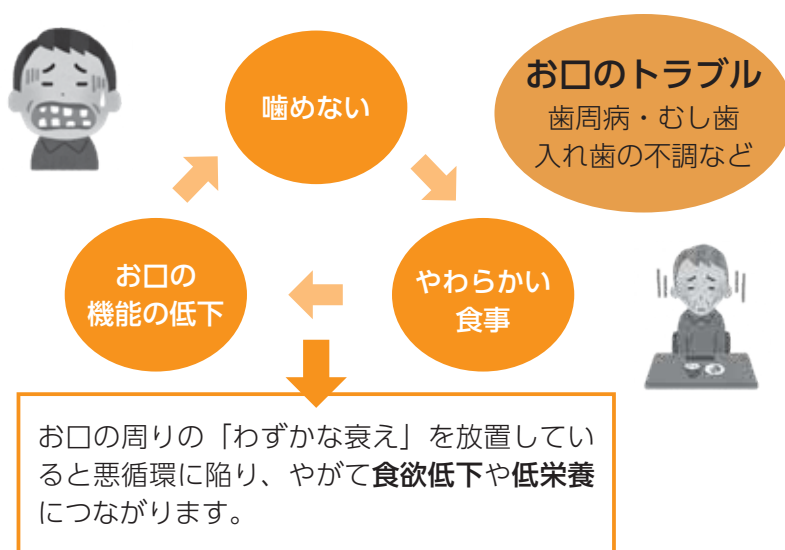 お口のトラブル
歯周病・むし歯
入れ歯の不調など
噛めない
やわらかい
食事
お口の
機能の低下
お口の周りの「わずかな衰え」を放置してい
ると悪循環に陥り、やがて食欲低下や低栄養
につながります。